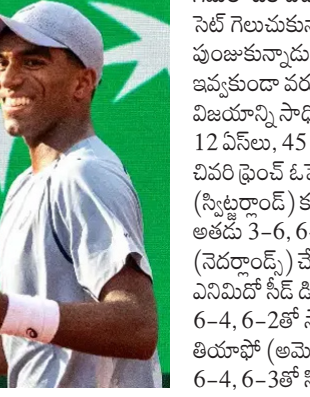 సెట్ గెలుచుకున
పుంజుకున్నాడు
ఇవ్వకుండా వరు
విజయాన్ని సాధి
12 ఏస్‌లు, 45
చివరి ఫ్రెంచ్ ఓపె
(స్విట్జర్లాండ్) క
అతడు 3-6, 6-
(నెదర్లాండ్స్) చే
ఎనిమిదో సీడ్ డి
6-4, 6-2తో స
తియాఫో (అమె
6-4, 6-3తో సి